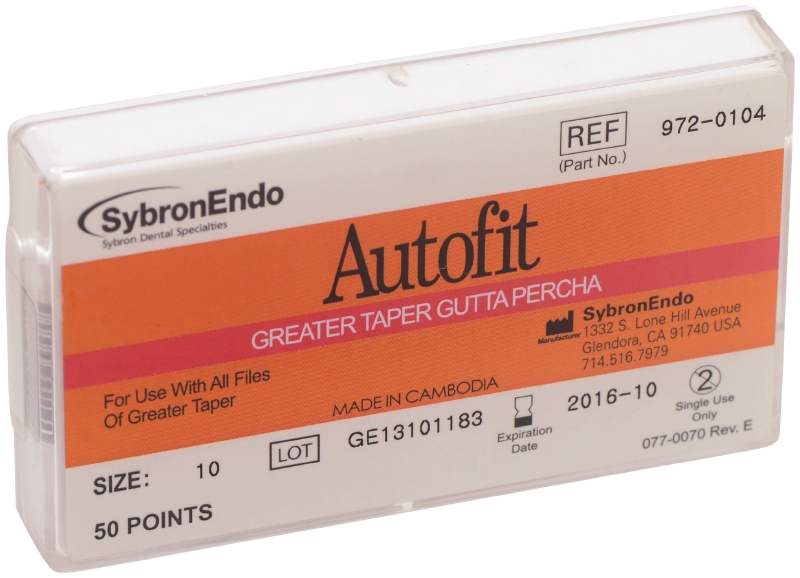 REF 972-0104
(Part No.)
SybronEndo
Sybron Dental Specialties
Autofit
GREATER TAPER GUTTA PERCHA
SybronEndo
Manufacturer 1332 S. Lone Hill Avenue
Glendora, CA 91740 USA
714.516.7979
For Use With All Files
Of Greater Taper
MADE IN CAMBODIA
SIZE: 10
LOT GE13101183
Expiration
Date
2016-10
2
Single Use
Only
50 POINTS
077-0070 Rev. E